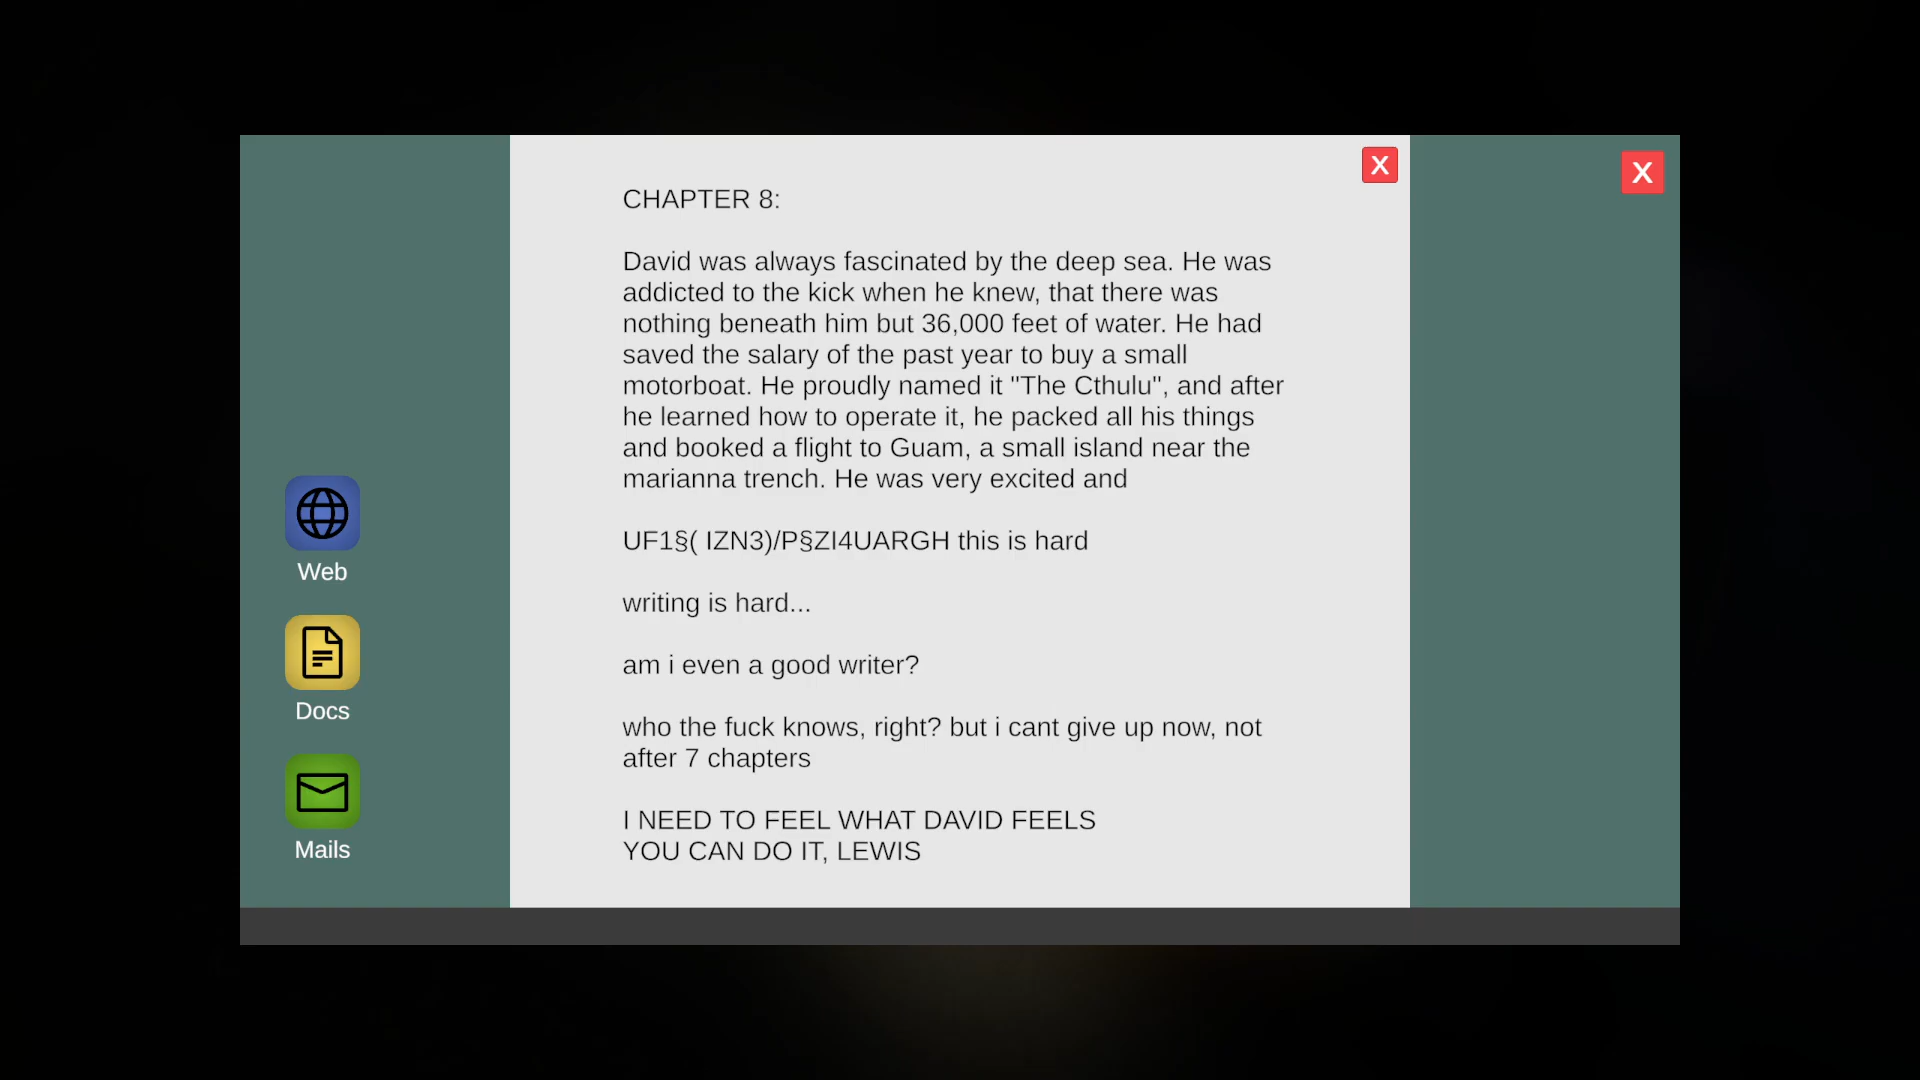 X
X
CHAPTER 8:
David was always fascinated by the deep sea. He was
addicted to the kick when he knew, that there was
nothing beneath him but 36,000 feet of water. He had
saved the salary of the past year to buy a small
motorboat. He proudly named it "The Cthulu", and after
he learned how to operate it, he packed all his things
and booked a flight to Guam, a small island near the
marianna trench. He was very excited and
UF1§( IZN3)/P§ZI4UARGH this is hard
writing is hard...
am i even a good writer?
who the fuck knows, right? but i cant give up now, not
after 7 chapters
I NEED TO FEEL WHAT DAVID FEELS
YOU CAN DO IT, LEWIS
Web
Docs
Mails